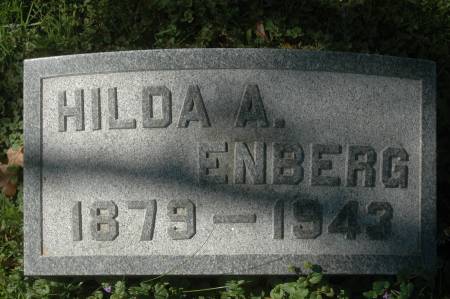 HILDA A.
ENBERG
1879 — 1943